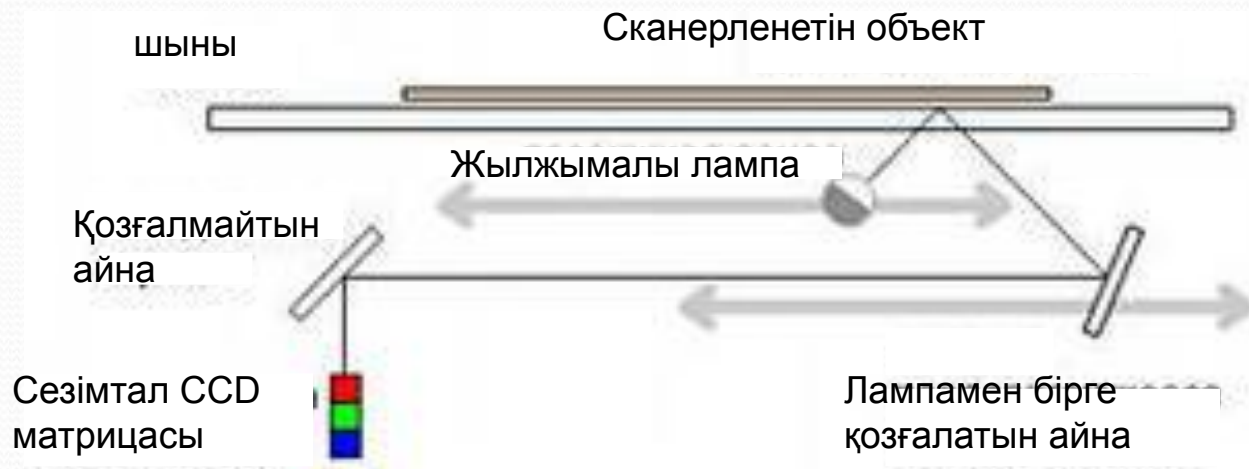 шыны
Сканерленетін объект
Жылжымалы лампа
Қозғалмайтын
айна
Сезімтал CCD
матрицасы
Лампамен бірге
қозғалатын айна